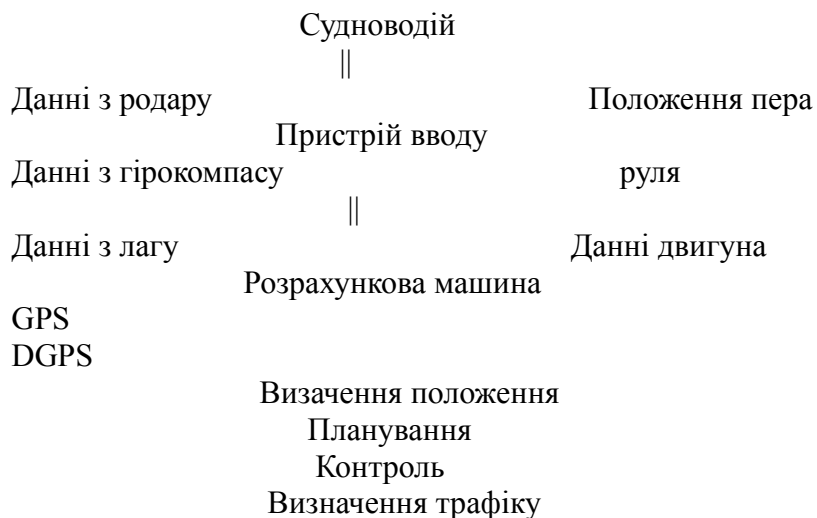 Судноводій
||
Данні з родару Положення пера
Пристрій вводу
Данні з гірокомпасу руля
||
Данні з лагу Данні двигуна
Розрахункова машина
GPS
DGPS
Визачення положення
Планування
Контроль
Визначення трафіку